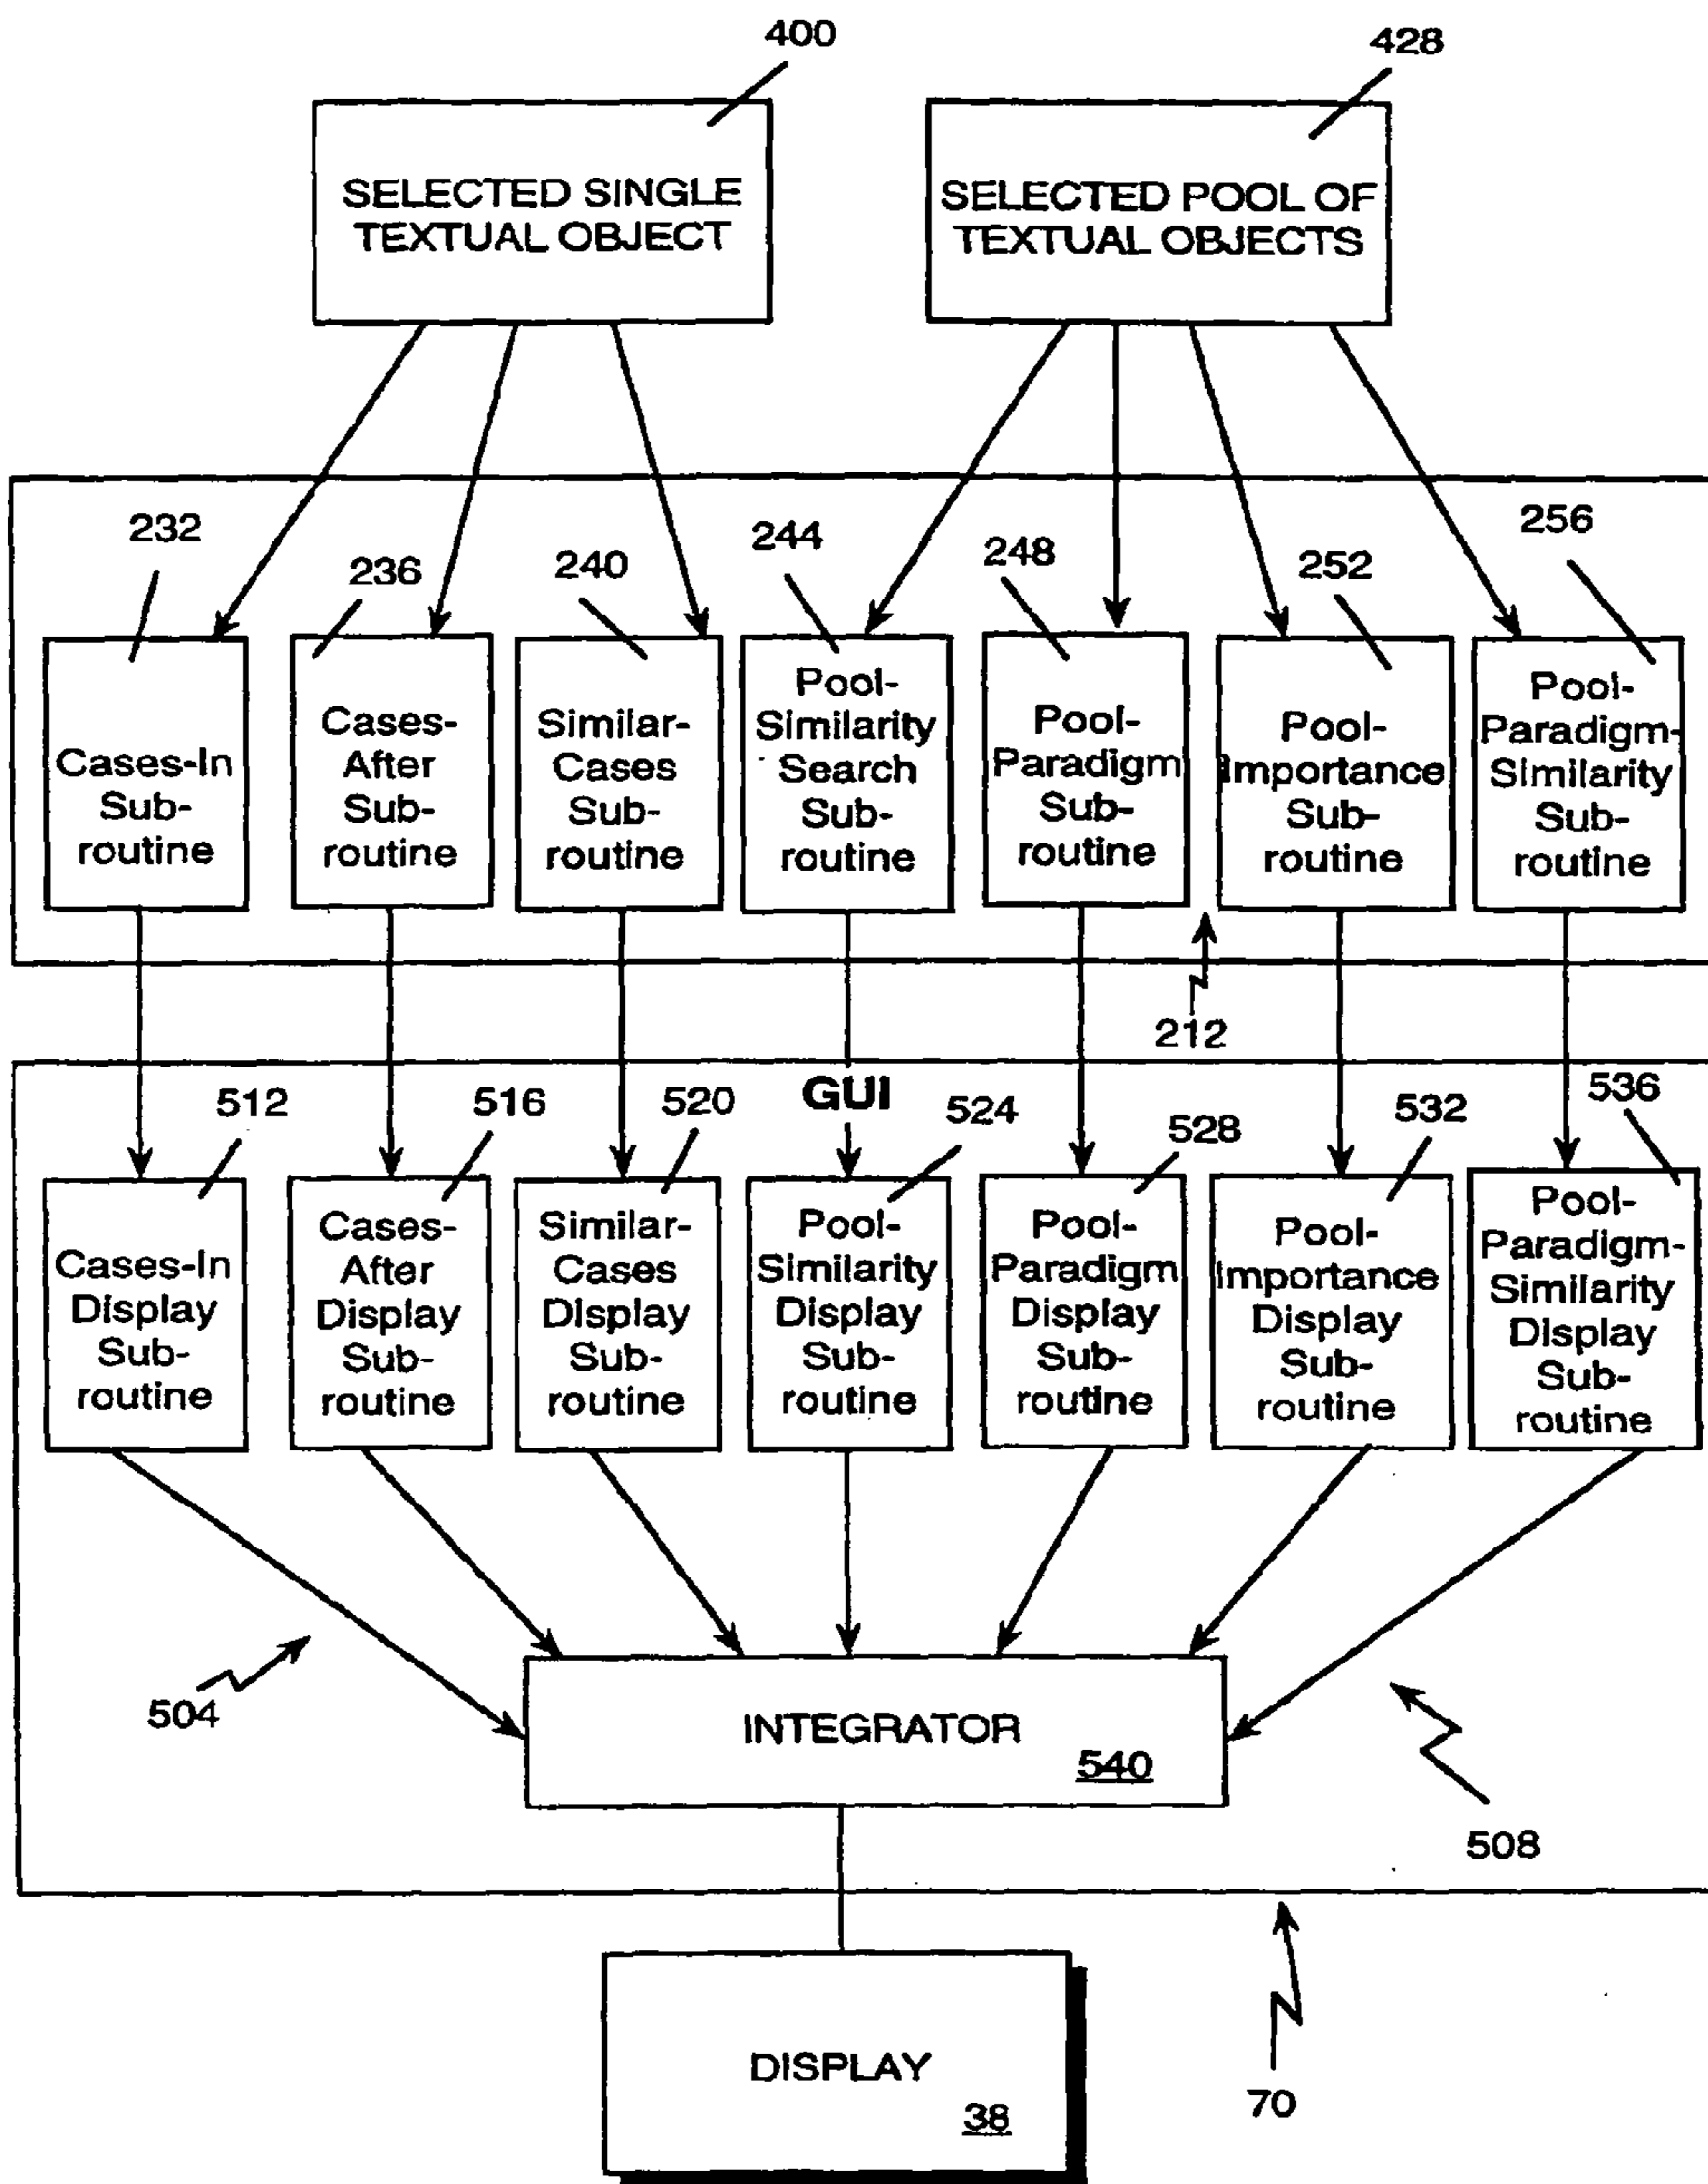 400
428
SELECTED SINGLE
TEXTUAL OBJECT
SELECTED POOL OF
TEXTUAL OBJECTS
232
236
240
244
248
252
256
Cases-In
Sub-
routine
Cases-
After
Sub-
routine
Similar-
Cases
Sub-
routine
Pool-
Similarity
Search
Sub-
routine
Pool-
Paradigm
Sub-
routine
Pool-
Importance
Sub-
routine
Pool-
Paradigm-
Similarity
Sub-
routine
212
GUI
512
516
520
524
528
532
536
Cases-In
Display
Sub-
routine
Cases-
After
Display
Sub-
routine
Similar-
Cases
Display
Sub-
routine
Pool-
Similarity
Display
Sub-
routine
Pool-
Paradigm
Display
Sub-
routine
Pool-
Importance
Display
Sub-
routine
Pool-
Paradigm-
Similarity
Display
Sub-
routine
504
INTEGRATOR
540
508
DISPLAY
38
70